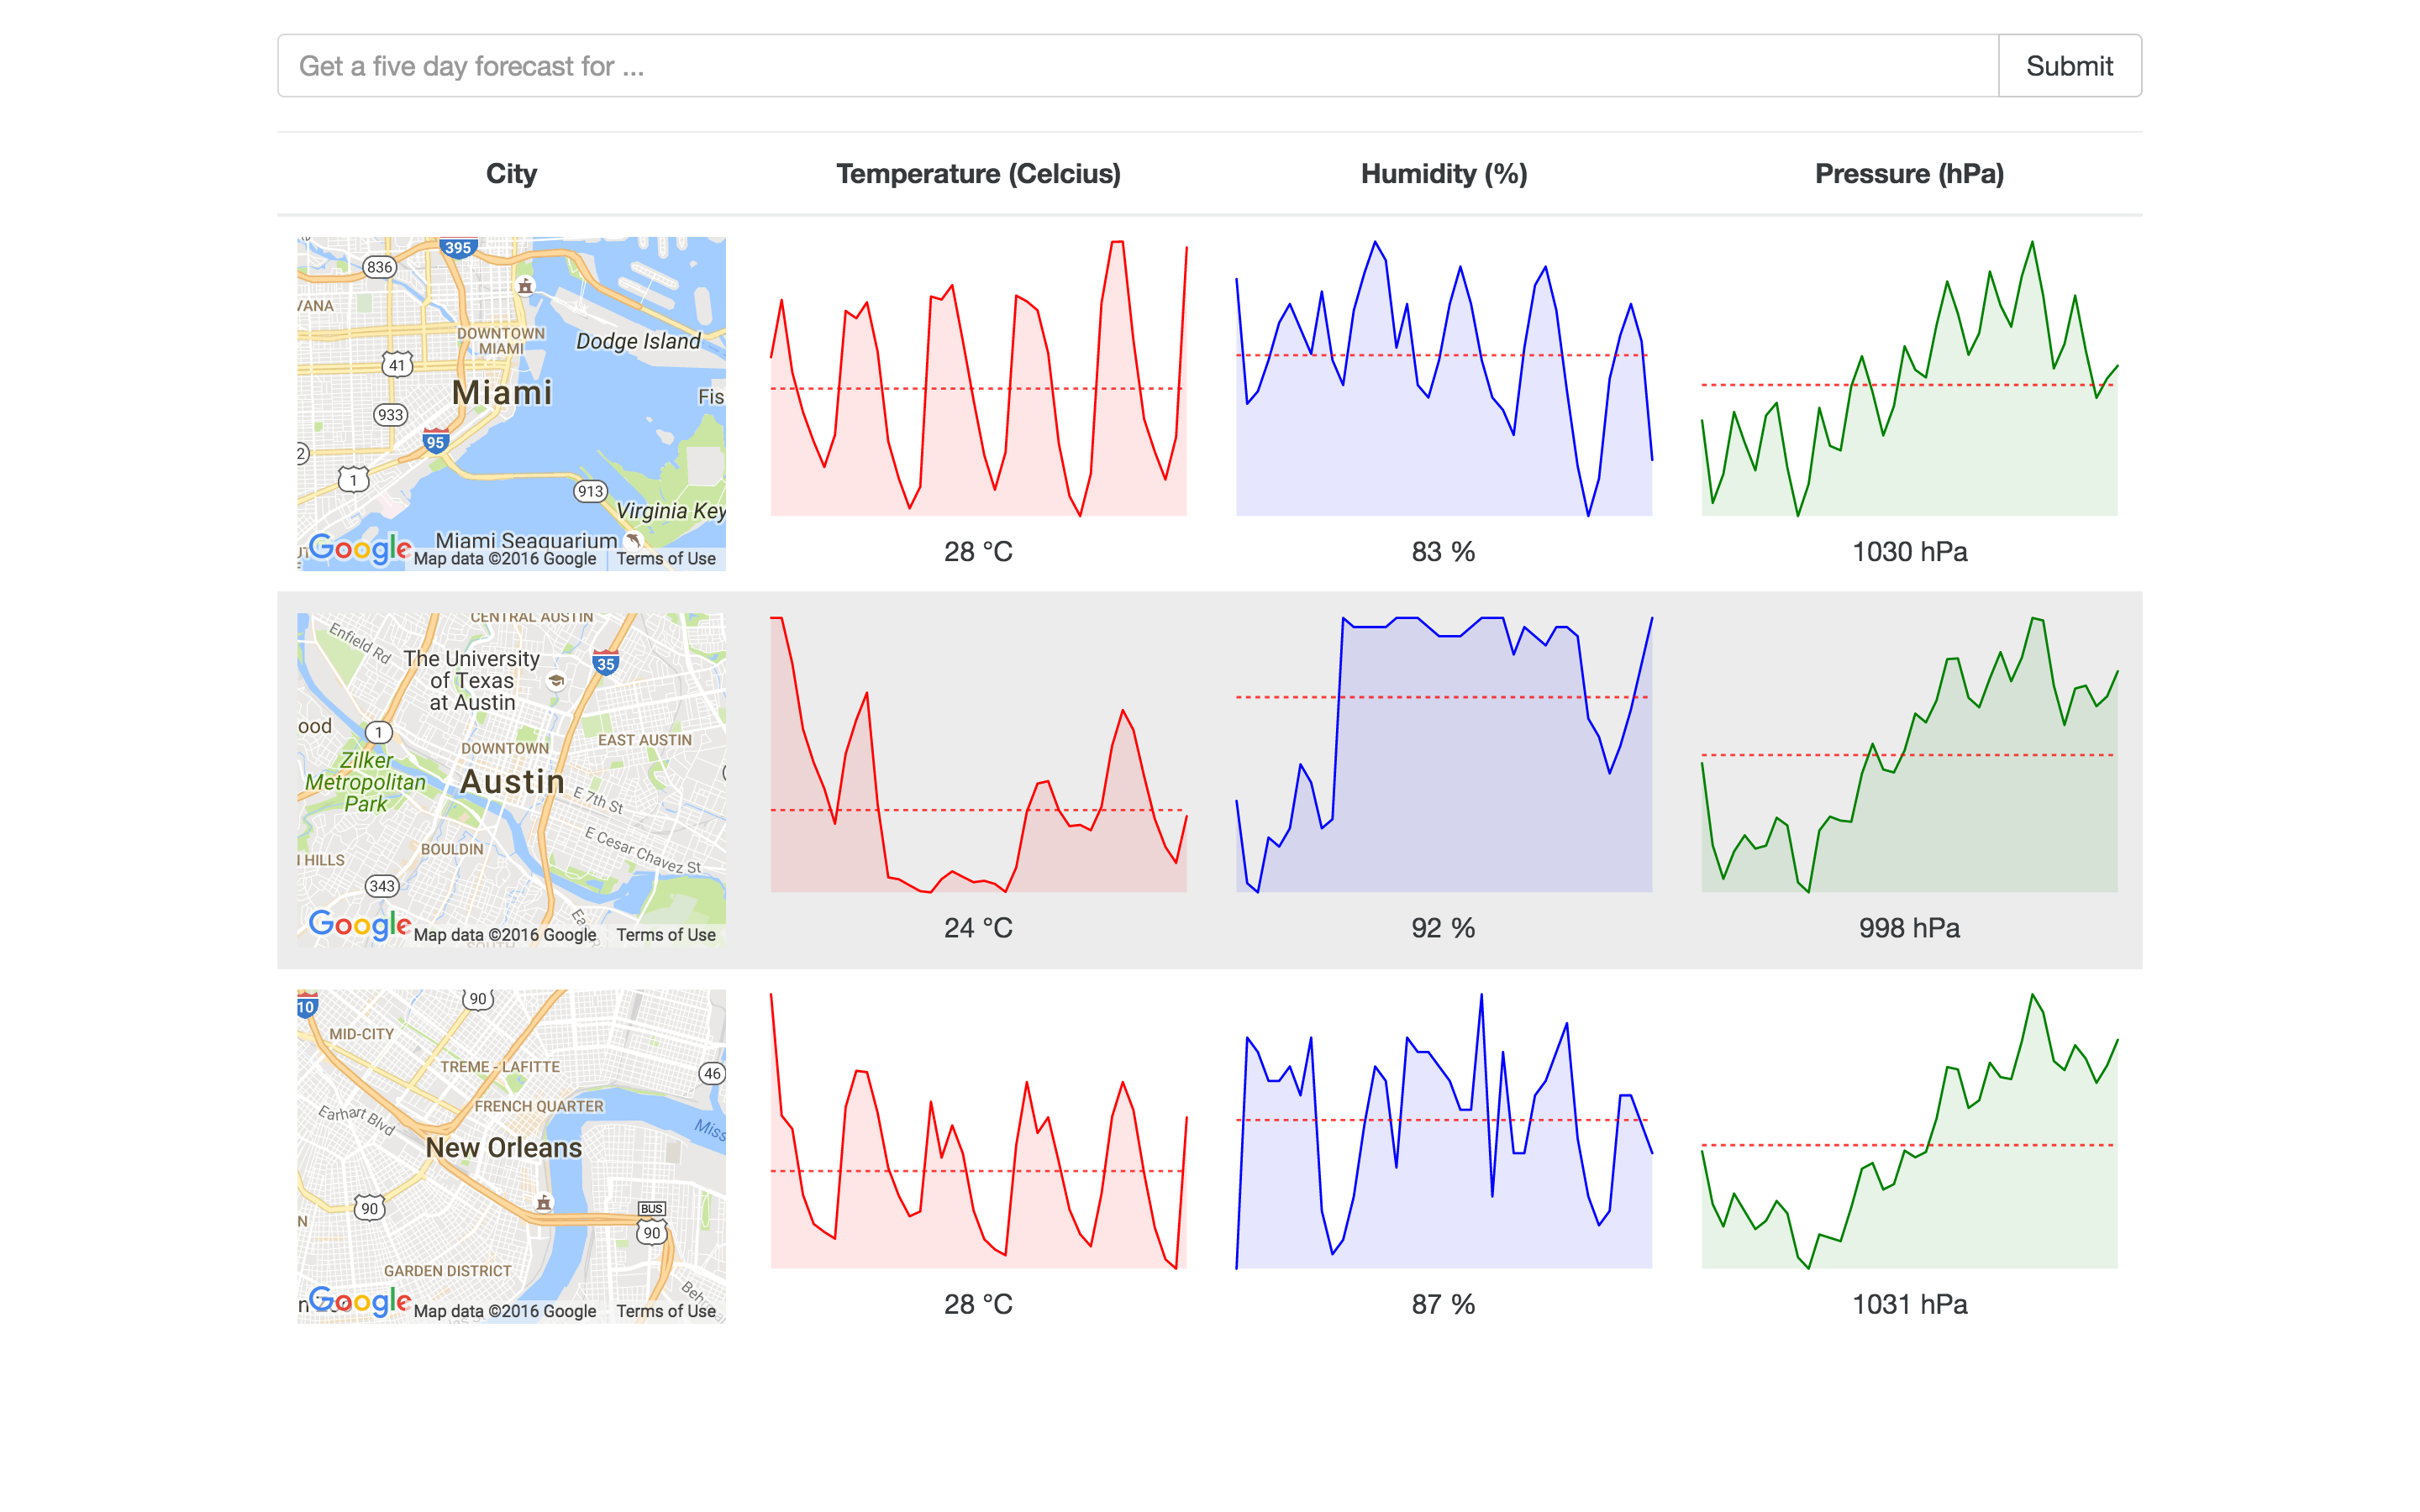 Get a five day forecast for ...
Submit
City
Temperature (Celcius)
Humidity (%)
Pressure (hPa)
395
836
VANA
DOWNTOWN
MIAMI
Dodge Island
41
Miami
Fis
933
95
2
1
913
Virginia Key
Miami Seaquarium
Google
Map data ©2016 Google
Terms of Use
28 °C
83 %
1030 hPa
CENTRAL AUSTIN
Enfield Rd
The University
of Texas
at Austin
35
ood
1
DOWNTOWN
EAST AUSTIN
Zilker
Metropolitan
Park
Austin
E 7th St
E Cesar Chavez St
BOULDIN
HILLS
343
Google
Map data ©2016 Google
Terms of Use
24 °C
92 %
998 hPa
10
90
MID-CITY
TREME - LAFITTE
46
FRENCH QUARTER
Earhart Blvd
Miss
New Orleans
90
BUS
90
N
GARDEN DISTRICT
Google
Map data ©2016 Google
Terms of Use
28 °C
87 %
1031 hPa